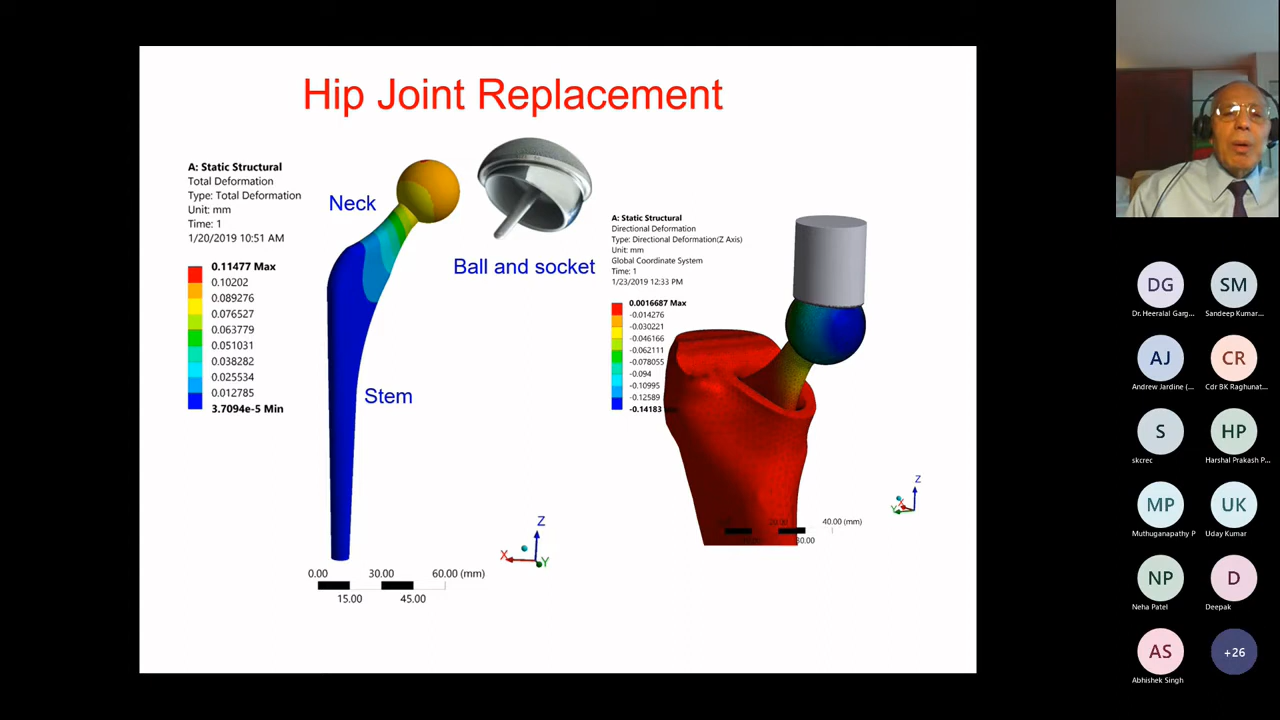 Hip Joint Replacement
A: Static Structural
Total Deformation
Type: Total Deformation
Unit: mm
Time: 1
1/20/2019 10:51 AM
0.11477 Max
0.10202
0.089276
0.076527
0.063779
0.051031
0.038282
0.025534
0.012785
3.7094e-5 Min
Neck
Stem
Ball and socket
Z
X
Y
0.00 30.00 60.00 (mm)
15.00 45.00
A: Static Structural
Directional Deformation
Type: Directional Deformation(Z Axis)
Unit: mm
Global Coordinate System
Time: 1
1/23/2019 12:33 PM
0.0016687 Max
-0.014276
-0.030221
-0.046166
-0.062111
-0.078055
-0.094
-0.10995
-0.12589
-0.14183
Z
X
Y
20.00 40.00 (mm)
30.00
DG SM
Dr. Heeralal Garg... Sandeep Kumar...
AJ CR
Andrew Jardine (... Cdr BK Raghunat...
S HP
skcrec Harshal Prakash P...
MP UK
Muthuganapathy P Uday Kumar
NP D
Neha Patel Deepak
AS +26
Abhishek Singh